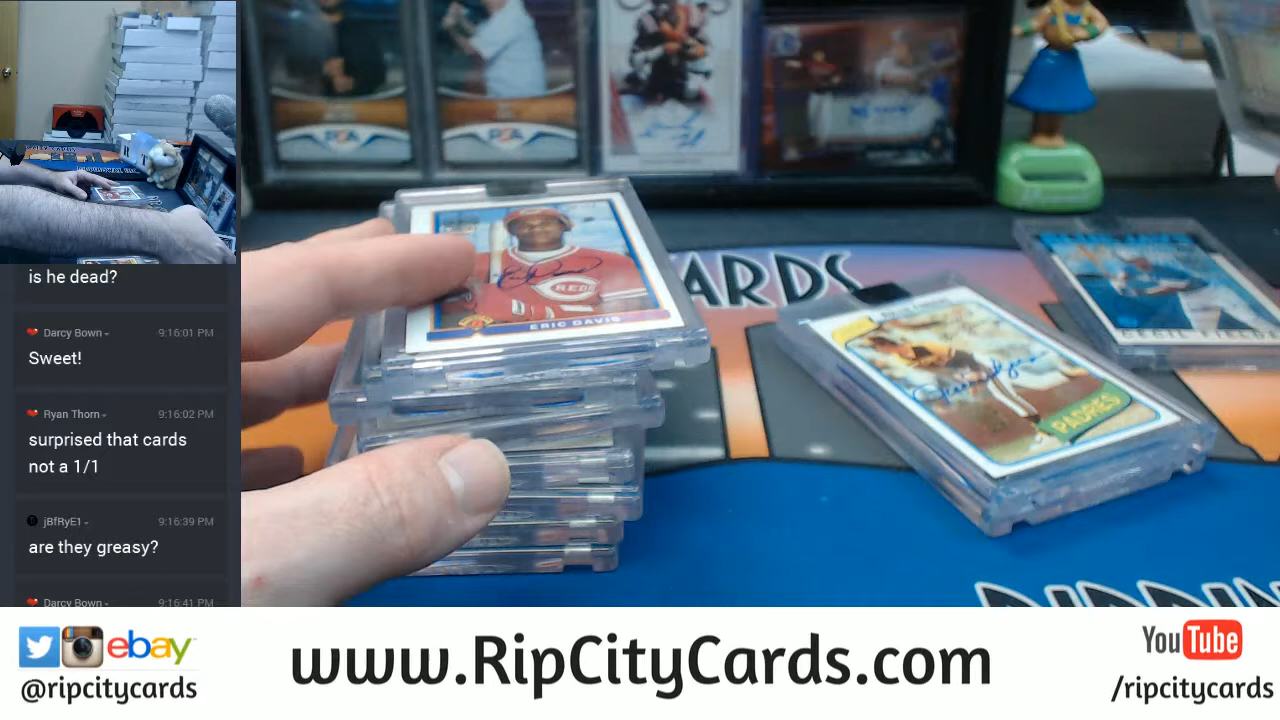 is he dead?
Darcy Bown
9:16:01 PM
Sweet!
Ryan Thorn
9:16:02 PM
surprised that cards
not a 1/1
jBfRyE1
9:16:39 PM
are they greasy?
Darcy Bown
9:16:41 PM
ERIC DAVIS
REDS
ARDS
PADRES
CECIL FIELDER
ebay
@ripcitycards
www.RipCityCards.com
YouTube
/ripcitycards